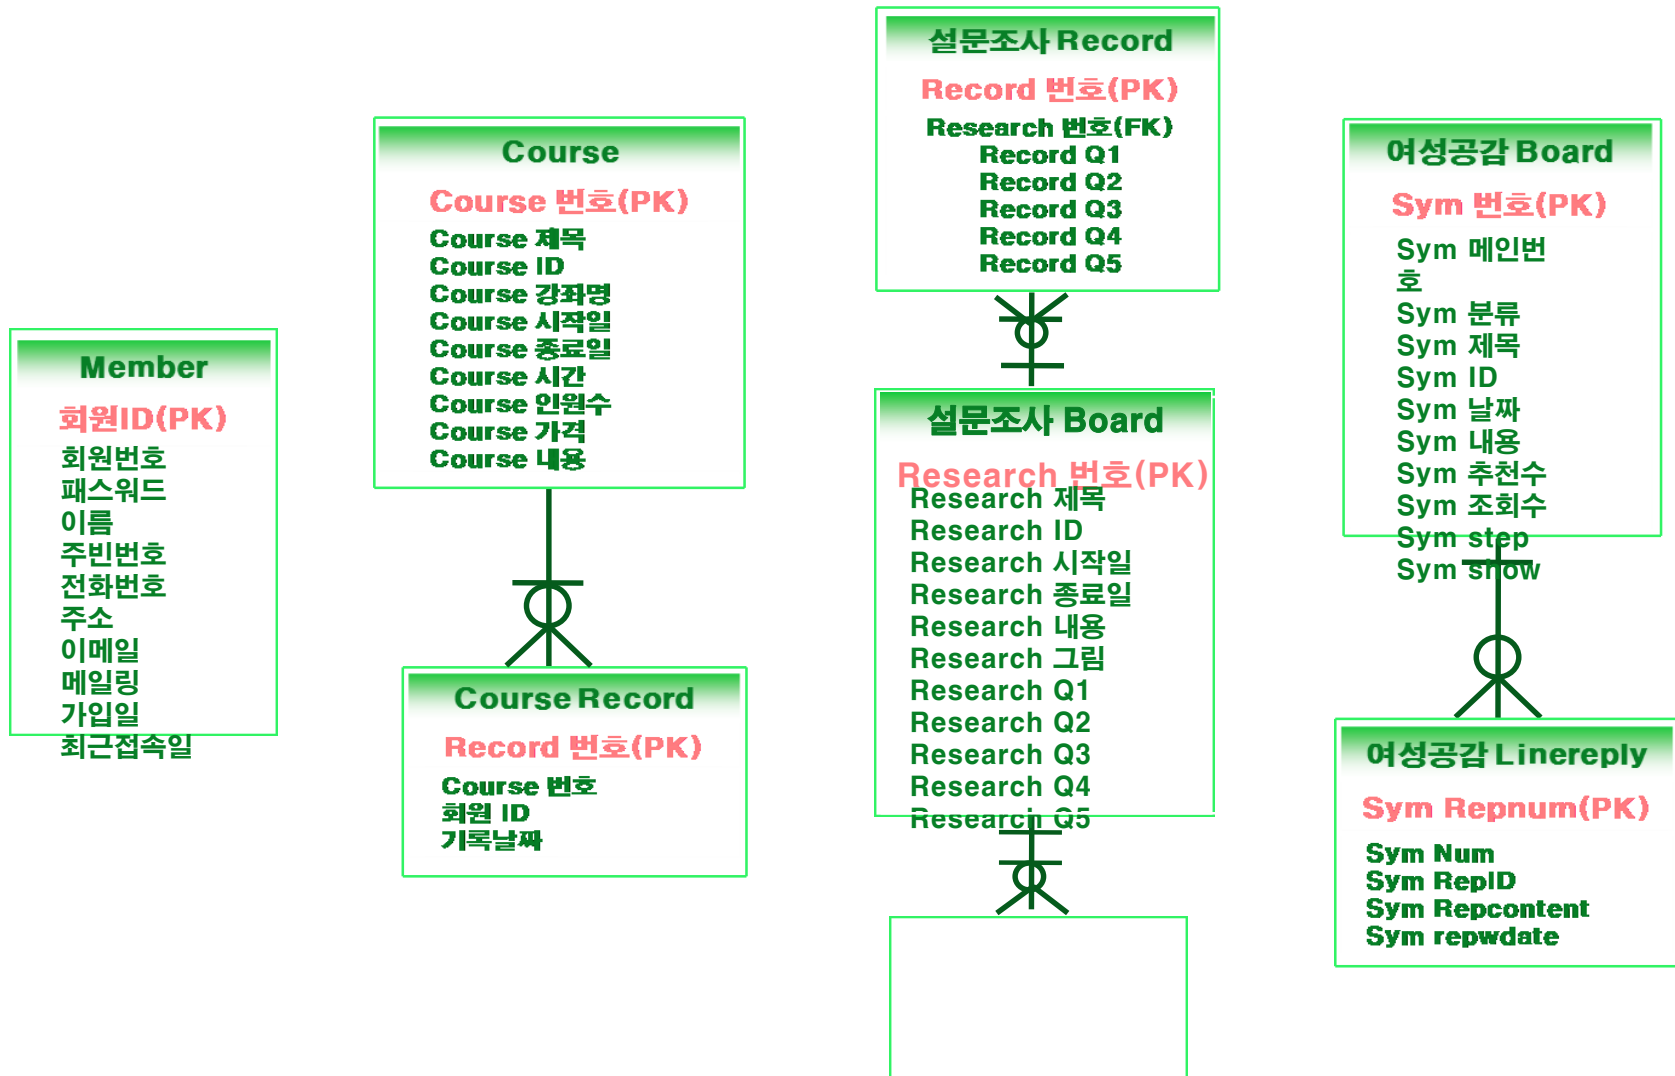 Member
회원ID(PK)
회원번호
패스워드
이름
주빈번호
전화번호
주소
이메일
메일링
가입일
최근접속일
Course
Course 번호(PK)
Course 제목
Course ID
Course 강좌명
Course 시작일
Course 종료일
Course 시간
Course 인원수
Course 가격
Course 내용
Course Record
Record 번호(PK)
Course 번호
회원 ID
기록날짜
설문조사 Record
Record 번호(PK)
Research 번호(FK)
Record Q1
Record Q2
Record Q3
Record Q4
Record Q5
설문조사 Board
Research 번호(PK)
Research 제목
Research ID
Research 시작일
Research 종료일
Research 내용
Research 그림
Research Q1
Research Q2
Research Q3
Research Q4
Research Q5
여성공감 Board
Sym 번호(PK)
Sym 메인번
호
Sym 분류
Sym 제목
Sym ID
Sym 날짜
Sym 내용
Sym 추천수
Sym 조회수
Sym step
Sym show
여성공감 Linereply
Sym Repnum(PK)
Sym Num
Sym RepID
Sym Repcontent
Sym repwdate